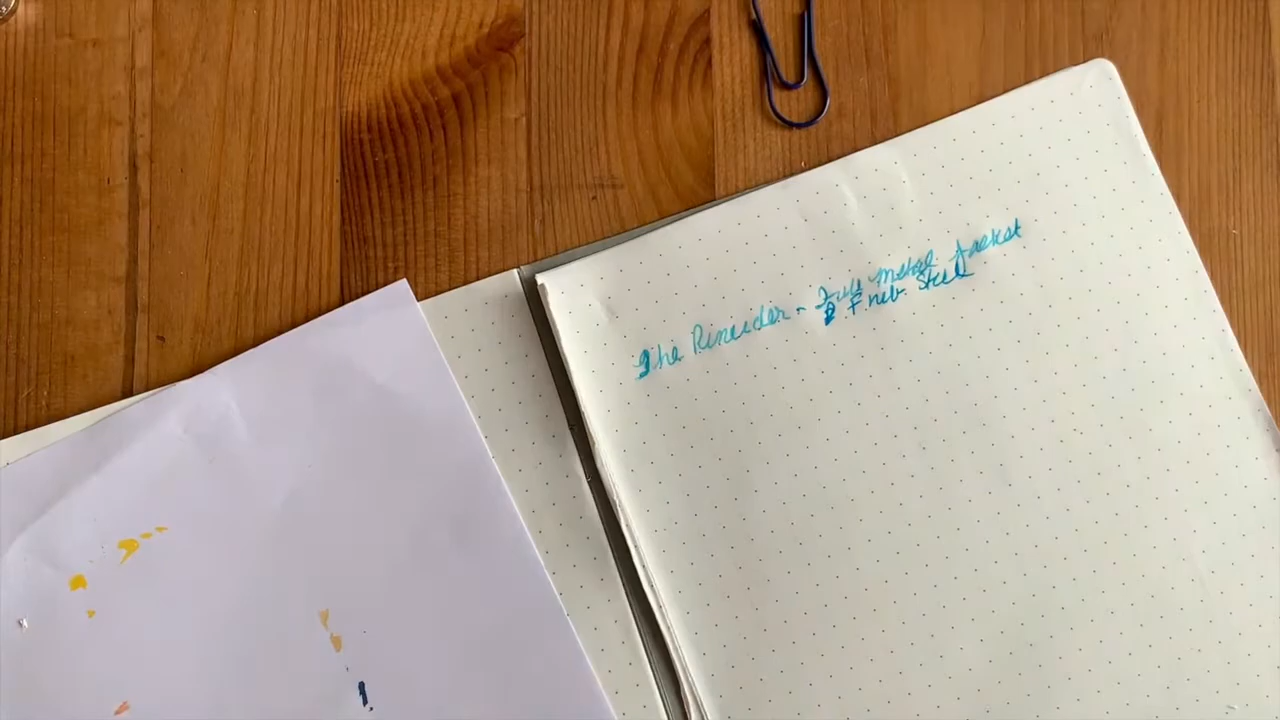 The Pineider - Full Metal Jacket
F nib. Steel